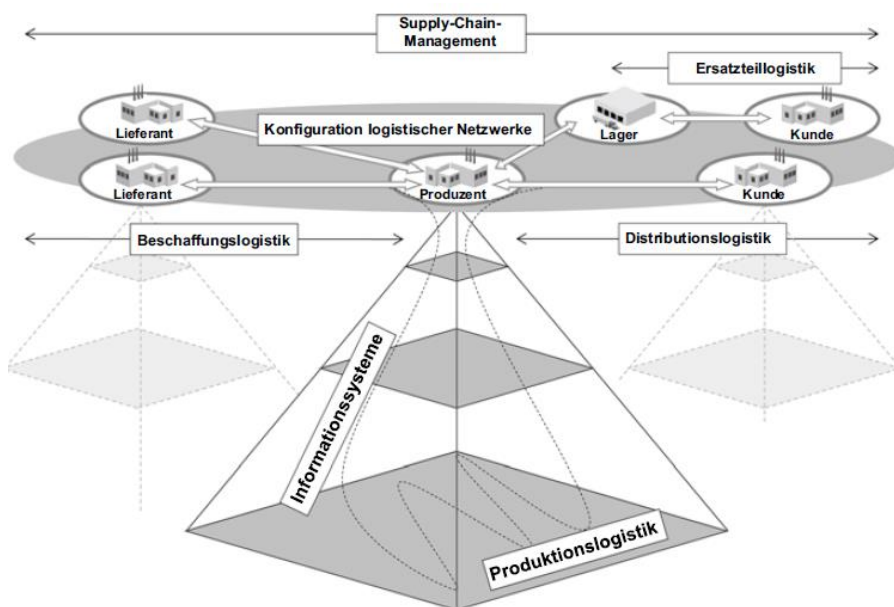 Supply-Chain-
Management
Ersatzteillogistik
Lieferant
Konfiguration logistischer Netzwerke
Lager
Kunde
Lieferant
Produzent
Kunde
Beschaffungslogistik
Distributionslogistik
Informationssysteme
Produktionslogistik